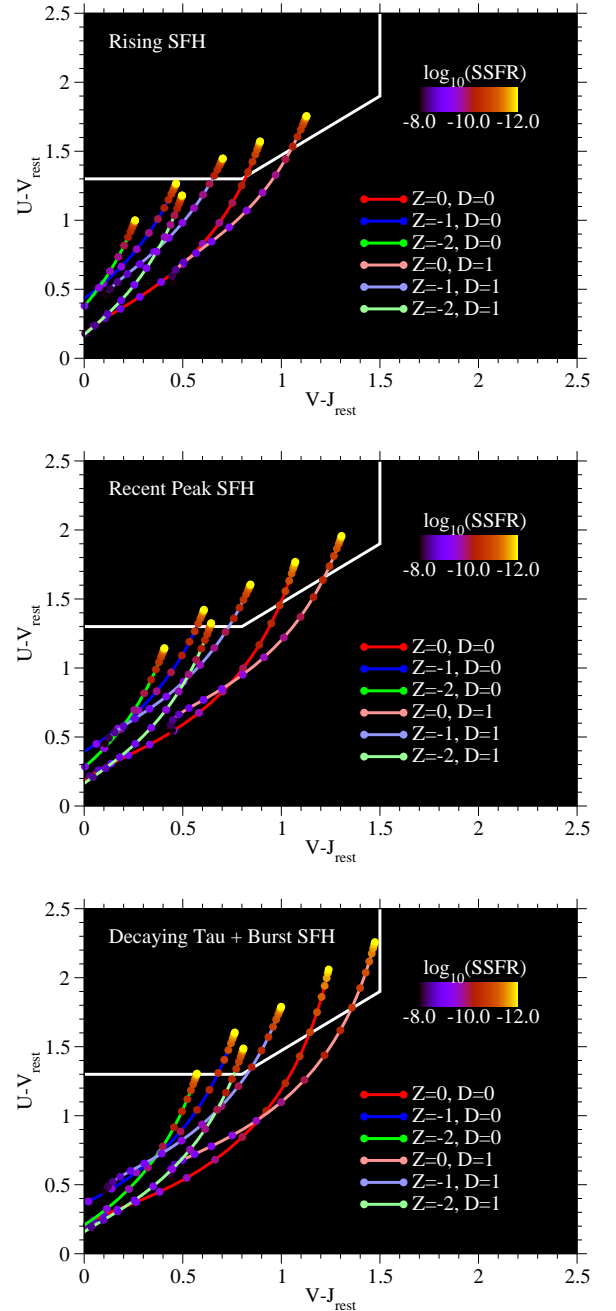 2.5
Rising SFH
log10(SSFR)
2
-8.0 -10.0 -12.0
1.5
U-Vrest
Z=0, D=0
1
Z=-1, D=0
Z=-2, D=0
Z=0, D=1
0.5
Z=-1, D=1
Z=-2, D=1
0
0 0.5 1 1.5 2 2.5
V-Jrest
2.5
Recent Peak SFH
log10(SSFR)
2
-8.0 -10.0 -12.0
1.5
U-Vrest
Z=0, D=0
1
Z=-1, D=0
Z=-2, D=0
Z=0, D=1
0.5
Z=-1, D=1
Z=-2, D=1
0
0 0.5 1 1.5 2 2.5
V-Jrest
2.5
Decaying Tau + Burst SFH
log10(SSFR)
2
-8.0 -10.0 -12.0
1.5
U-Vrest
Z=0, D=0
1
Z=-1, D=0
Z=-2, D=0
Z=0, D=1
0.5
Z=-1, D=1
Z=-2, D=1
0
0 0.5 1 1.5 2 2.5
V-Jrest